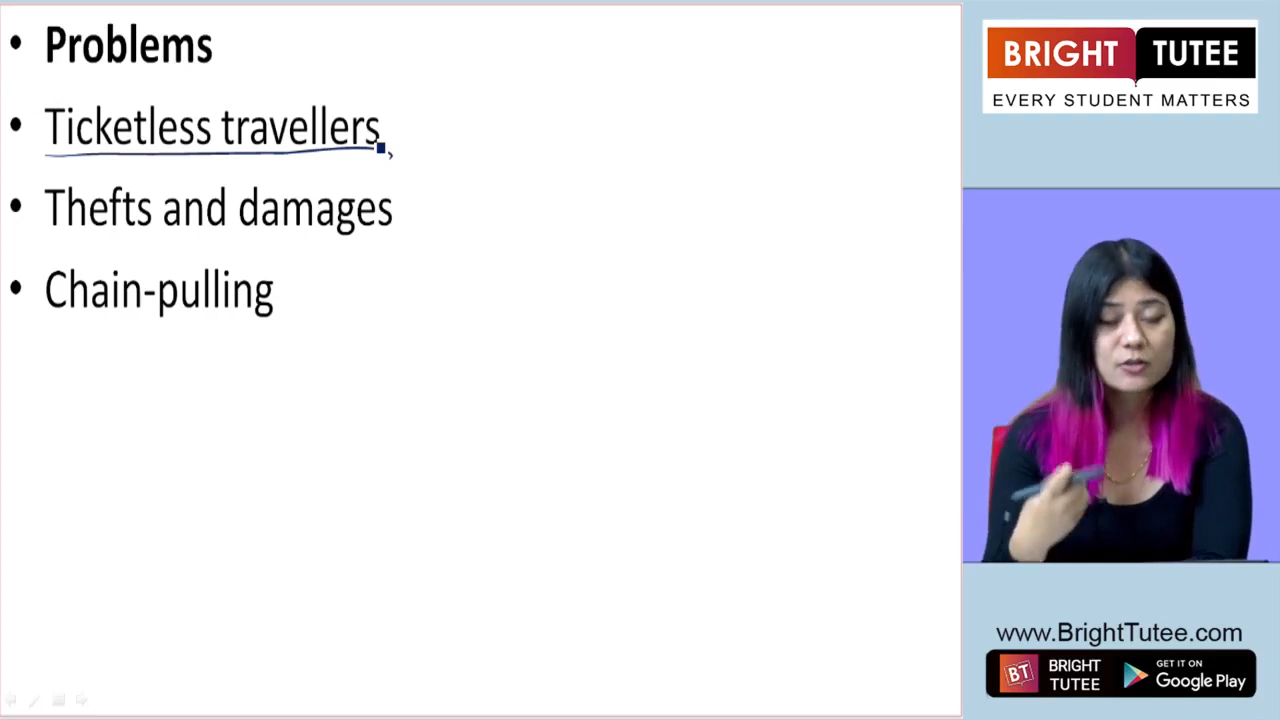 • Problems
• Ticketless travellers
• Thefts and damages
• Chain-pulling
BRIGHT TUTEE
EVERY STUDENT MATTERS
www.BrightTutee.com
BT BRIGHT TUTEE
GET IT ON
Google Play